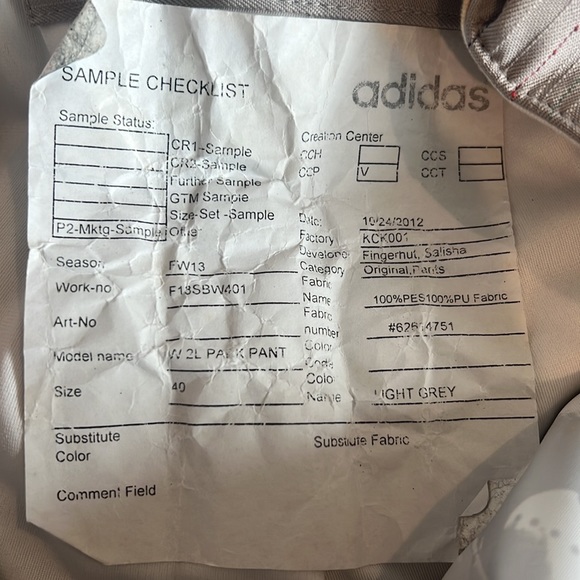 SAMPLE CHECKLIST
adidas
Sample Status:
CR1-Sample
CR2-Sample
Further Sample
GTM Sample
Size-Set-Sample
P2-Mktg-Sample Other
Creation Center
CCH CCS
CCP V CCT
Date: 10/24/2012
Factory KCK001
Developer Fingerhut, Salisha
Category Original, Pants
Season FW13
Work-no F13SBW401
Fabric
Name 100%PES100%PU Fabric
Art-No
Fabric
number
Model name W 2L PANT
Color
Code
Size 40
Color
Name LIGHT GREY
Substitute
Color
Substitute Fabric
Comment Field